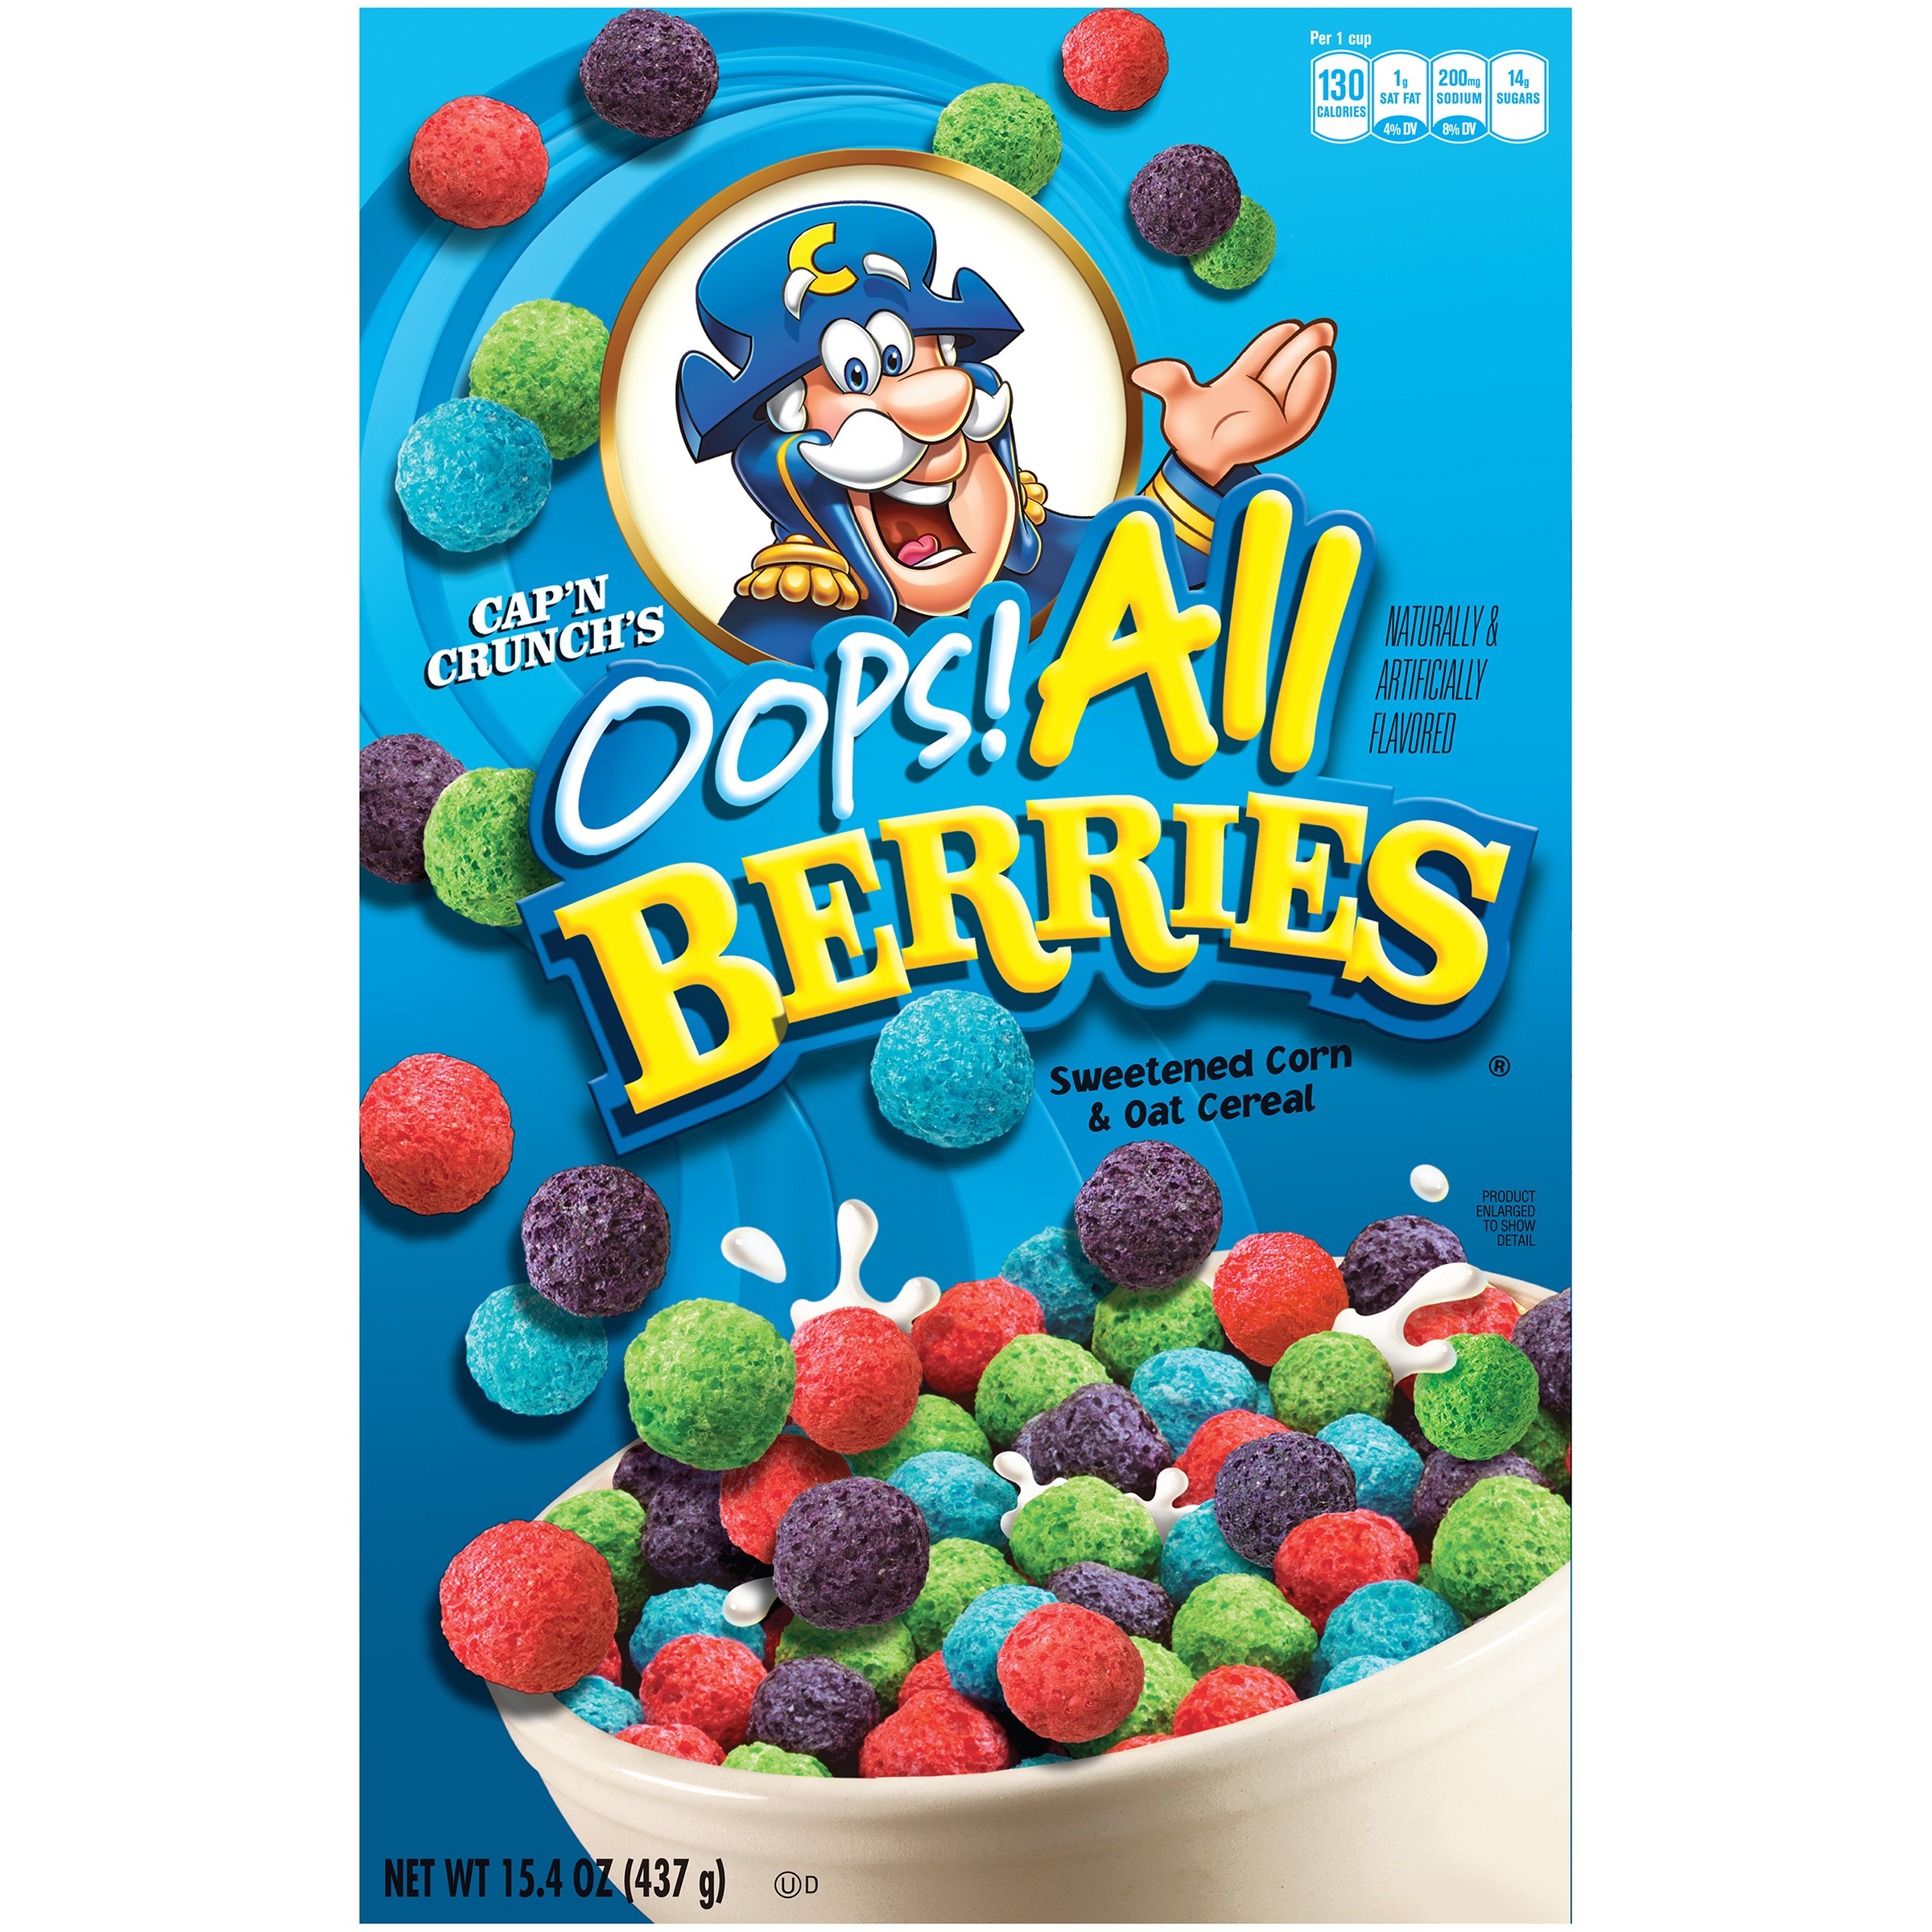 Per 1 cup
130 CALORIES
1g SAT FAT 4% DV
200mg SODIUM 8% DV
14g SUGARS
C
CAP'N
CRUNCH'S
OOPS! All
BERRIES
®
NATURALLY &
ARTIFICIALLY
FLAVORED
Sweetened Corn
& Oat Cereal
PRODUCT
ENLARGED
TO SHOW
DETAIL
NET WT 15.4 OZ (437 g)
Ⓤ D